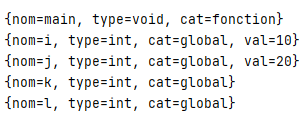 {nom=main, type=void, cat=fonction}
{nom=i, type=int, cat=global, val=10}
{nom=j, type=int, cat=global, val=20}
{nom=k, type=int, cat=global}
{nom=l, type=int, cat=global}